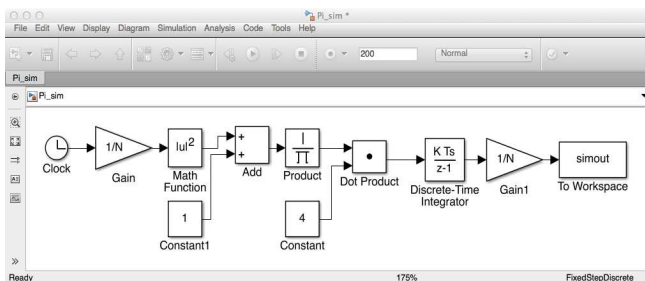 Pi_sim *
File Edit View Display Diagram Simulation Analysis Code Tools Help
200 Normal
Pi_sim
Pi_sim
Clock
1/N
Gain
|u|2
Math
Function
+
+
Add
Product
Dot Product
K Ts
z-1
Discrete-Time
Integrator
1/N
Gain1
simout
To Workspace
1
Constant1
4
Constant
Ready 175% FixedStepDiscrete